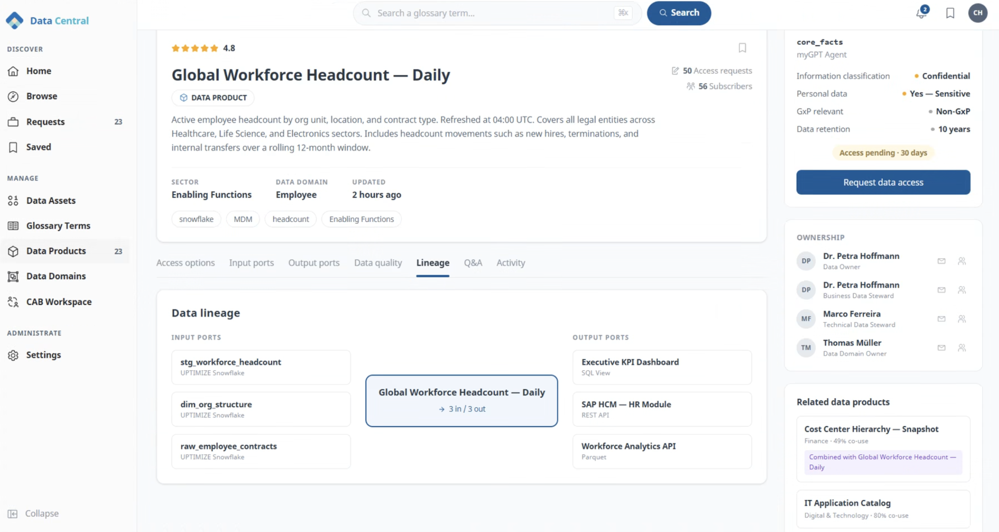 Data Central
DISCOVER
Home
Browse
Requests 23
Saved
MANAGE
Data Assets
Glossary Terms
Data Products 23
Data Domains
CAB Workspace
ADMINISTRATE
Settings
Collapse
Search a glossary term...
⌘K
Search
2
CH
4.8
Global Workforce Headcount — Daily
50 Access requests
56 Subscribers
DATA PRODUCT
Active employee headcount by org unit, location, and contract type. Refreshed at 04:00 UTC. Covers all legal entities across
Healthcare, Life Science, and Electronics sectors. Includes headcount movements such as new hires, terminations, and
internal transfers over a rolling 12-month window.
SECTOR DATA DOMAIN UPDATED
Enabling Functions Employee 2 hours ago
snowflake MDM headcount Enabling Functions
Access options Input ports Output ports Data quality Lineage Q&A Activity
Data lineage
INPUT PORTS
stg_workforce_headcount
UPTIMIZE Snowflake
dim_org_structure
UPTIMIZE Snowflake
raw_employee_contracts
UPTIMIZE Snowflake
Global Workforce Headcount — Daily
→ 3 in / 3 out
OUTPUT PORTS
Executive KPI Dashboard
SQL View
SAP HCM — HR Module
REST API
Workforce Analytics API
Parquet
core_facts
myGPT Agent
Information classification Confidential
Personal data Yes — Sensitive
GxP relevant Non-GxP
Data retention 10 years
Access pending · 30 days
Request data access
OWNERSHIP
DP
Dr. Petra Hoffmann
Data Owner
DP
Dr. Petra Hoffmann
Business Data Steward
MF
Marco Ferreira
Technical Data Steward
TM
Thomas Müller
Data Domain Owner
Related data products
Cost Center Hierarchy — Snapshot
Finance · 49% co-use
Combined with Global Workforce Headcount —
Daily
IT Application Catalog
Digital & Technology · 80% co-use